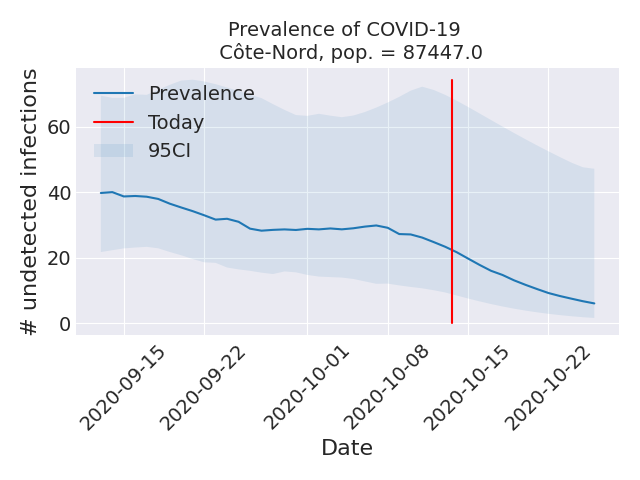 Prevalence of COVID-19
Côte-Nord, pop. = 87447.0
# undetected infections
60
40
20
0
Prevalence
Today
95CI
2020-09-15
2020-09-22
2020-10-01
2020-10-08
2020-10-15
2020-10-22
Date